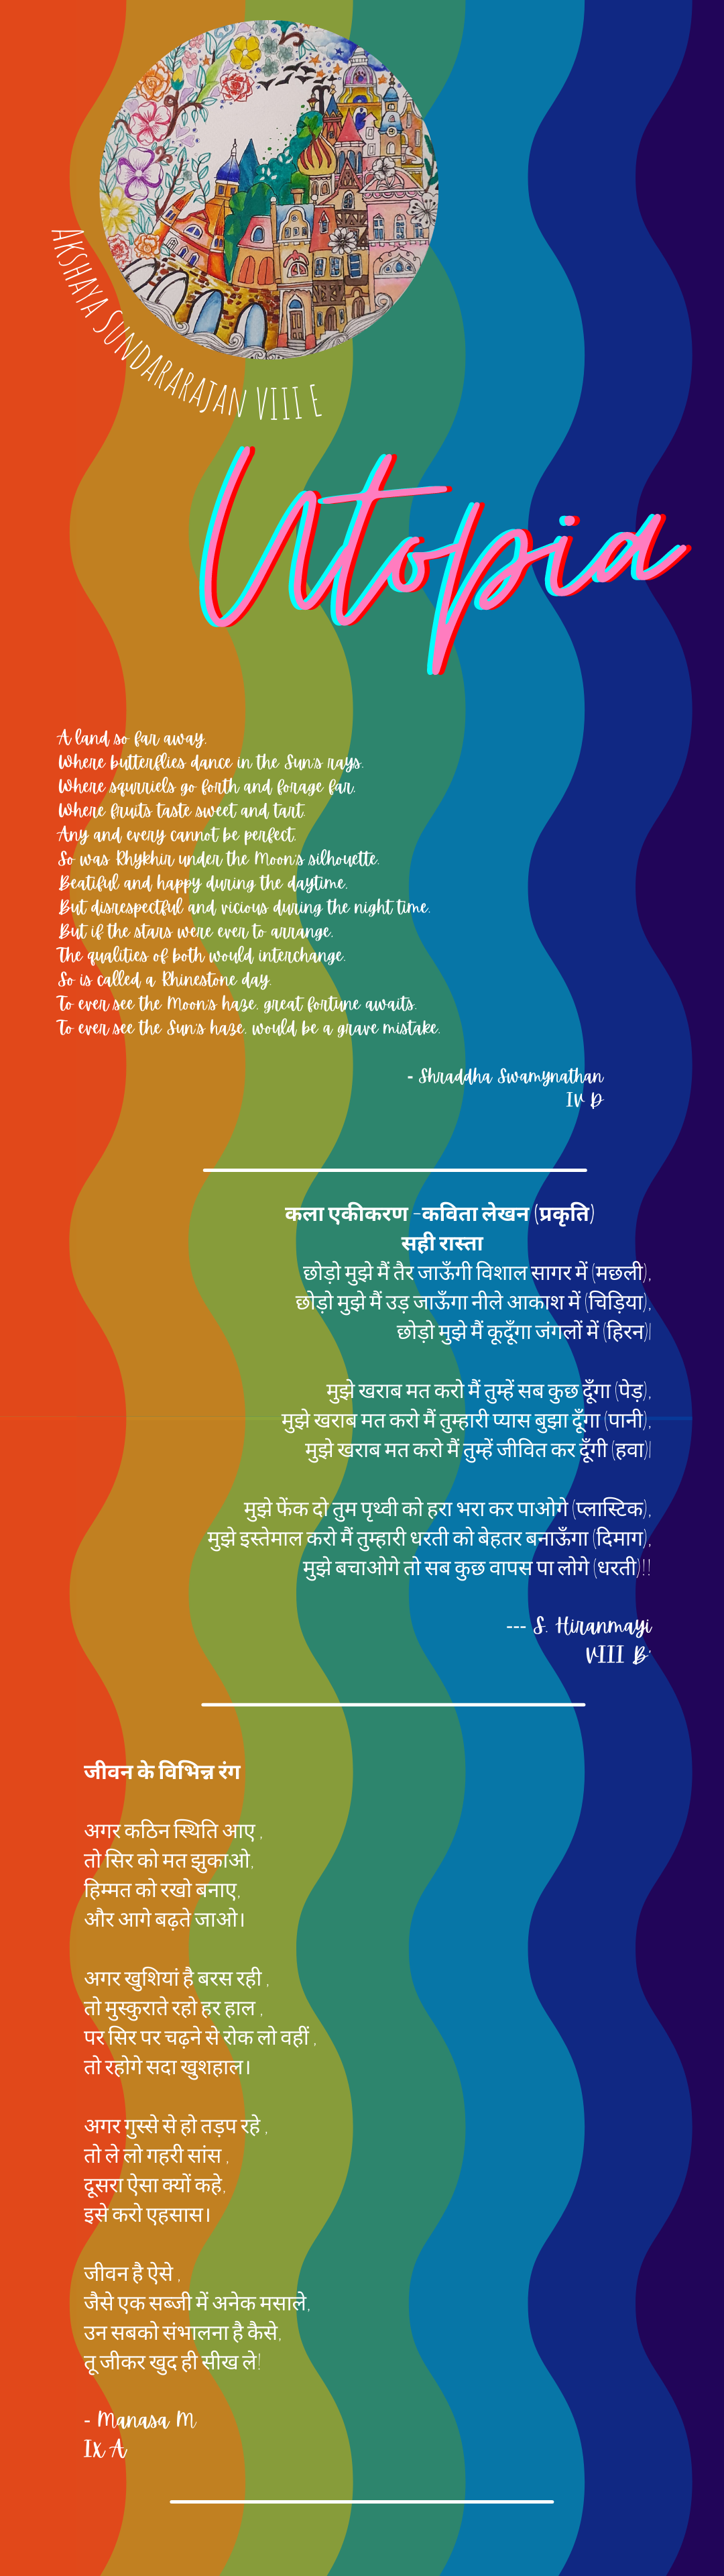 AKSHAYA SUNDARARAJAN VIII E
Utopia
A land so far away.
Where butterflies dance in the Sun's rays.
Where squrriels go forth and forage far.
Where fruits taste sweet and tart.
Any and every cannot be perfect.
So was Rhykhir under the Moon's silhouette.
Beatiful and happy during the daytime.
But disrespectful and vicious during the night time.
But if the stars were ever to arrange.
The qualities of both would interchange.
So is called a Rhinestone day.
To ever see the Moon's haze, great fortune awaits.
To ever see the Sun's haze, would be a grave mistake.
- Shraddha Swamynathan
IV D
कला एकीकरण -कविता लेखन (प्रकृति)
सही रास्ता
छोड़ो मुझे मैं तैर जाऊँगी विशाल सागर में (मछली),
छोड़ो मुझे मैं उड़ जाऊँगा नीले आकाश में (चिड़िया),
छोड़ो मुझे मैं कूदूँगा जंगलों में (हिरन)|
मुझे खराब मत करो मैं तुम्हें सब कुछ दूँगा (पेड़),
मुझे खराब मत करो मैं तुम्हारी प्यास बुझा दूँगा (पानी),
मुझे खराब मत करो मैं तुम्हें जीवित कर दूँगी (हवा)|
मुझे फेंक दो तुम पृथ्वी को हरा भरा कर पाओगे (प्लास्टिक),
मुझे इस्तेमाल करो मैं तुम्हारी धरती को बेहतर बनाऊँगा (दिमाग),
मुझे बचाओगे तो सब कुछ वापस पा लोगे (धरती)!!
--- S. Hiranmayi
VIII B'
जीवन के विभिन्न रंग
अगर कठिन स्थिति आए ,
तो सिर को मत झुकाओ,
हिम्मत को रखो बनाए,
और आगे बढ़ते जाओ।
अगर खुशियां है बरस रही ,
तो मुस्कुराते रहो हर हाल ,
पर सिर पर चढ़ने से रोक लो वहीं ,
तो रहोगे सदा खुशहाल।
अगर गुस्से से हो तड़प रहे ,
तो ले लो गहरी सांस ,
दूसरा ऐसा क्यों कहे,
इसे करो एहसास।
जीवन है ऐसे ,
जैसे एक सब्जी में अनेक मसाले,
उन सबको संभालना है कैसे,
तू जीकर खुद ही सीख ले!
- Manasa M
IX A